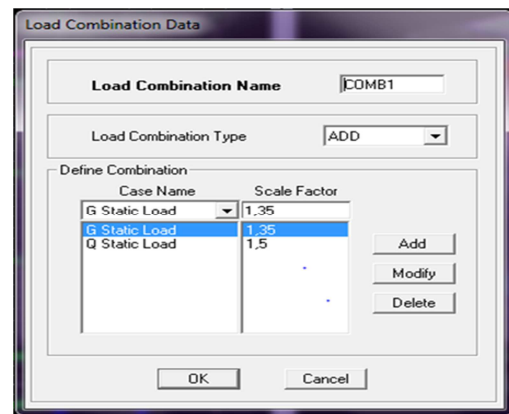 Load Combination Data
Load Combination Name COMB1
Load Combination Type ADD
Define Combination
Case Name Scale Factor
G Static Load 1,35
G Static Load 1,35
Q Static Load 1,5
Add
Modify
Delete
OK Cancel